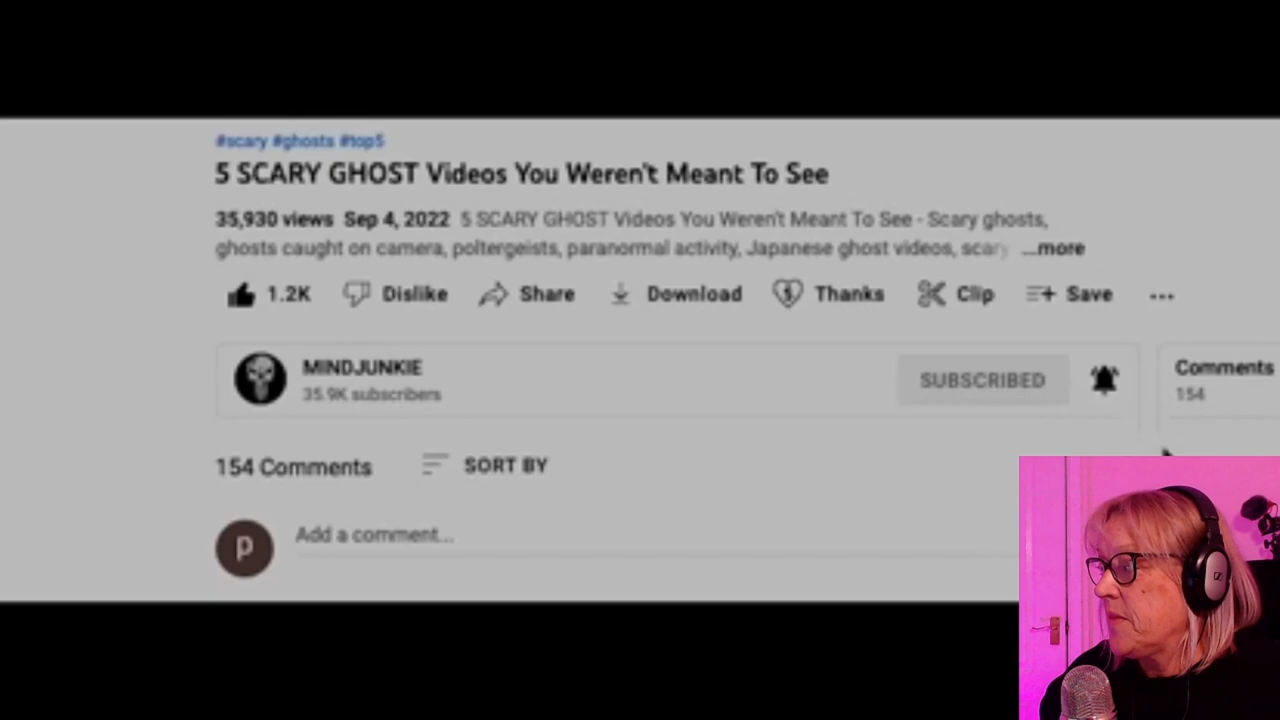 #scary #ghosts #top5
5 SCARY GHOST Videos You Weren't Meant To See
35,930 views Sep 4, 2022 5 SCARY GHOST Videos You Weren't Meant To See - Scary ghosts,
ghosts caught on camera, poltergeists, paranormal activity, Japanese ghost videos, scary ...more
1.2K Dislike Share Download Thanks Clip Save
MINDJUNKIE
35.9K subscribers
SUBSCRIBED
Comments
154
154 Comments SORT BY
P
Add a comment...